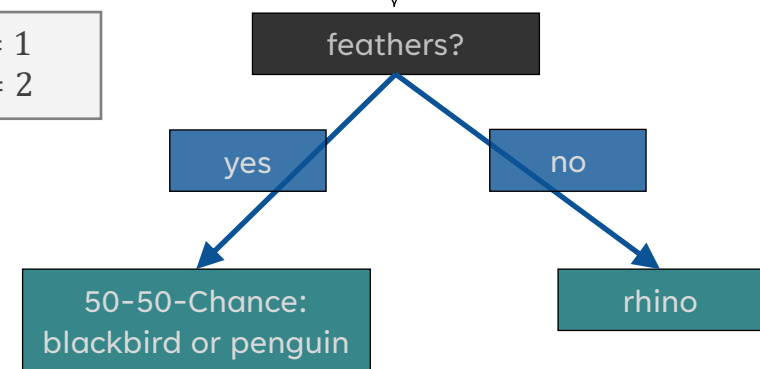 = 1
= 2
feathers?
yes
no
50-50-Chance:
blackbird or penguin
rhino